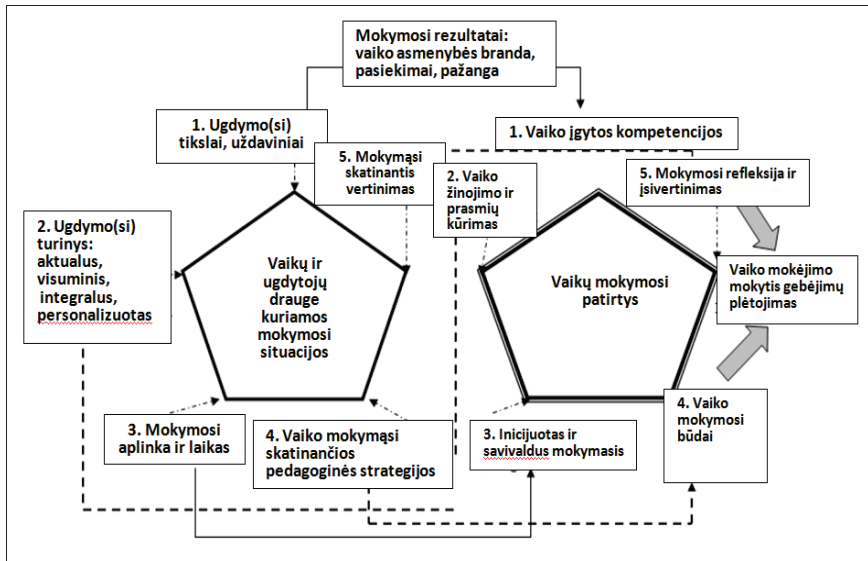 Mokymosi rezultatai:
vaiko asmenybės branda,
pasiekimai, pažanga
1. Ugdymo(si)
tikslai, uždaviniai
1. Vaiko įgytos kompetencijos
5. Mokymąsi
skatinantis
vertinimas
2. Vaiko
žinojimo ir
prasmių
kūrimas
5. Mokymosi refleksija ir
įsivertinimas
2. Ugdymo(si)
turinys:
aktualus,
visuminis,
integralus,
personalizuotas
Vaikų ir
ugdytojų
drauge
kuriamos
mokymosi
situacijos
Vaikų mokymosi
patirtys
Vaiko mokėjimo
mokytis gebėjimų
plėtojimas
3. Mokymosi
aplinka ir laikas
4. Vaiko mokymąsi
skatinančios
pedagoginės strategijos
3. Inicijuotas ir
savivaldus mokymasis
4. Vaiko
mokymosi
būdai